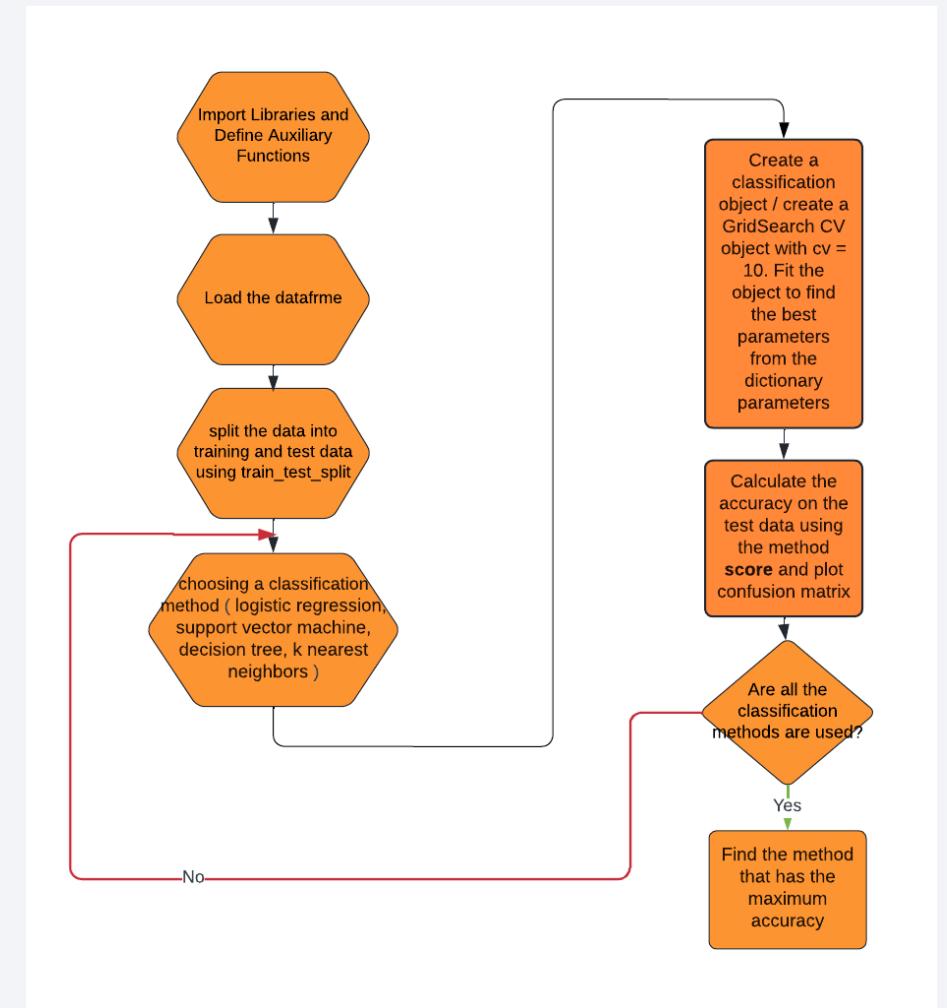 Import Libraries and
Define Auxiliary
Functions
Load the datafrme
split the data into
training and test data
using train_test_split
choosing a classification
method ( logistic regression,
support vector machine,
decision tree, k nearest
neighbors )
Create a
classification
object / create a
GridSearch CV
object with cv =
10. Fit the
object to find
the best
parameters
from the
dictionary
parameters
Calculate the
accuracy on the
test data using
the method
score and plot
confusion matrix
Are all the
classification
methods are used?
Yes
No
Find the method
that has the
maximum
accuracy